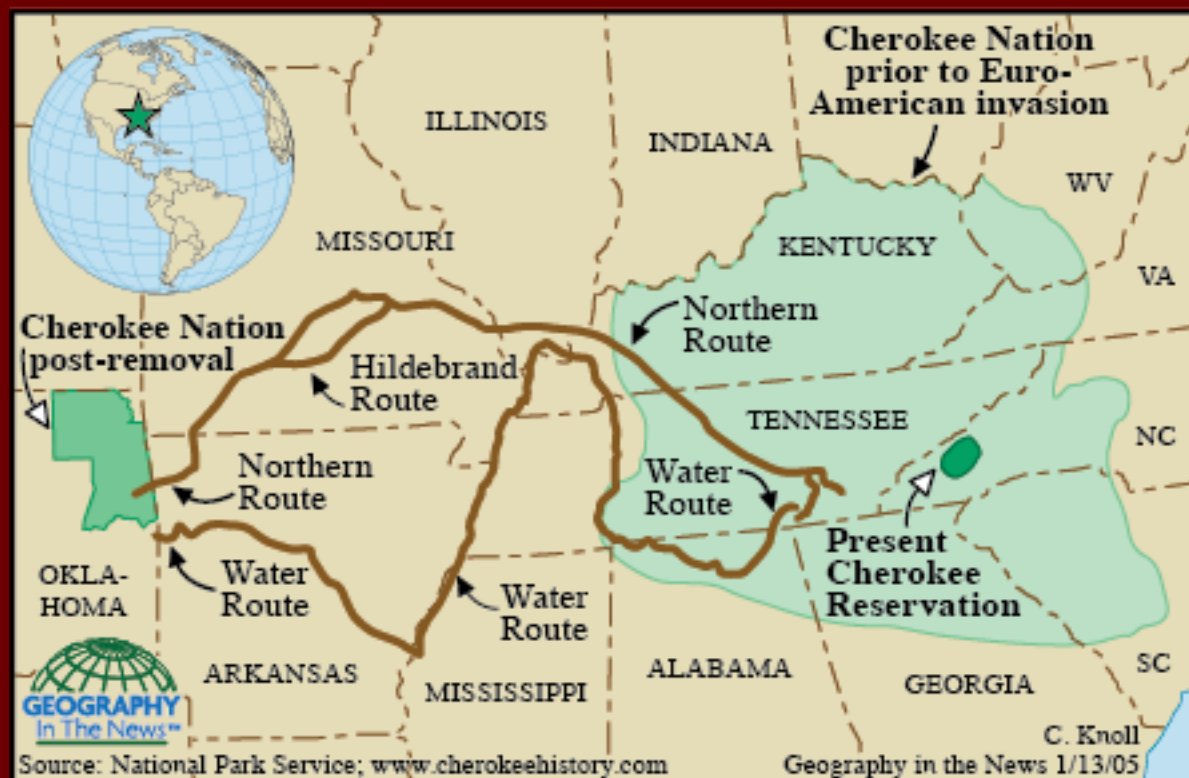 Cherokee Nation
prior to Euro-
American invasion
ILLINOIS
INDIANA
WV
MISSOURI
KENTUCKY
VA
Cherokee Nation
post-removal
Northern
Route
Hildebrand
Route
TENNESSEE
NC
Northern
Route
Water
Route
Present
Cherokee
Reservation
OKLA-
HOMA
Water
Route
Water
Route
ARKANSAS
MISSISSIPPI
ALABAMA
GEORGIA
SC
GEOGRAPHY
In The News™
C. Knoll
Source: National Park Service; www.cherokeehistory.com
Geography in the News 1/13/05